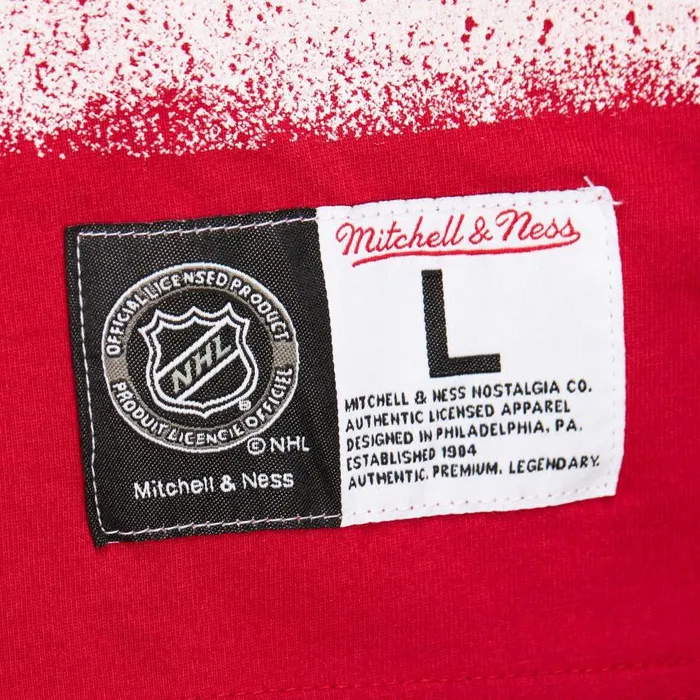 OFFICIAL LICENSED PRODUCT
NHL
®
PRODUIT LICENCIÉ OFFICIEL
© NHL
Mitchell & Ness
Mitchell & Ness
L
MITCHELL & NESS NOSTALGIA CO.
AUTHENTIC LICENSED APPAREL
DESIGNED IN PHILADELPHIA, PA.
ESTABLISHED 1904
AUTHENTIC. PREMIUM. LEGENDARY.